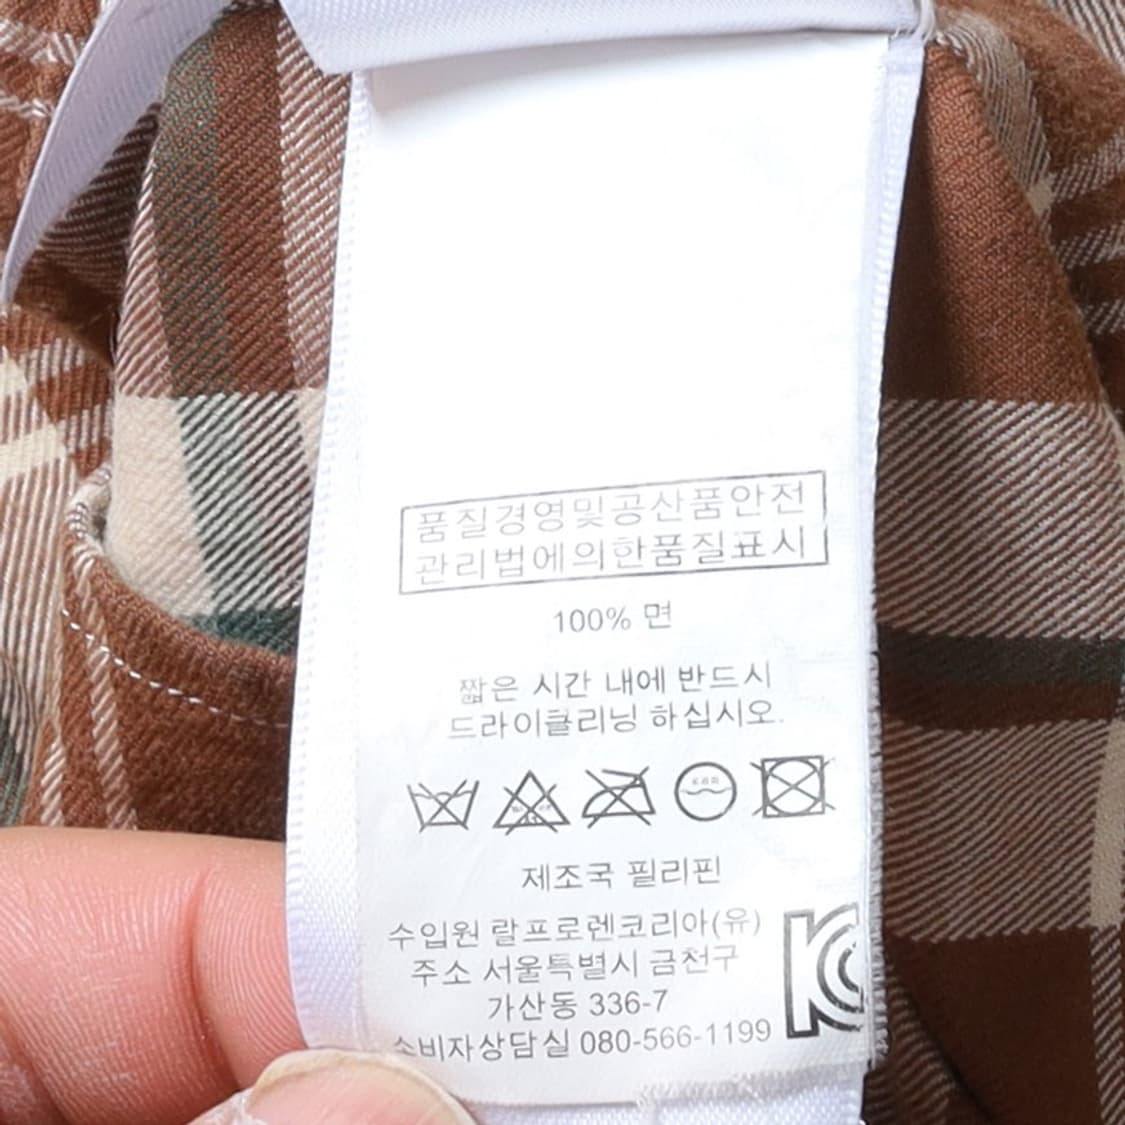 품질경영및공산품안전
관리법에의한품질표시
100% 면
짧은 시간 내에 반드시
드라이클리닝 하십시오.
제조국 필리핀
수입원 랄프로렌코리아(유)
주소 서울특별시 금천구
가산동 336-7
소비자상담실 080-566-1199